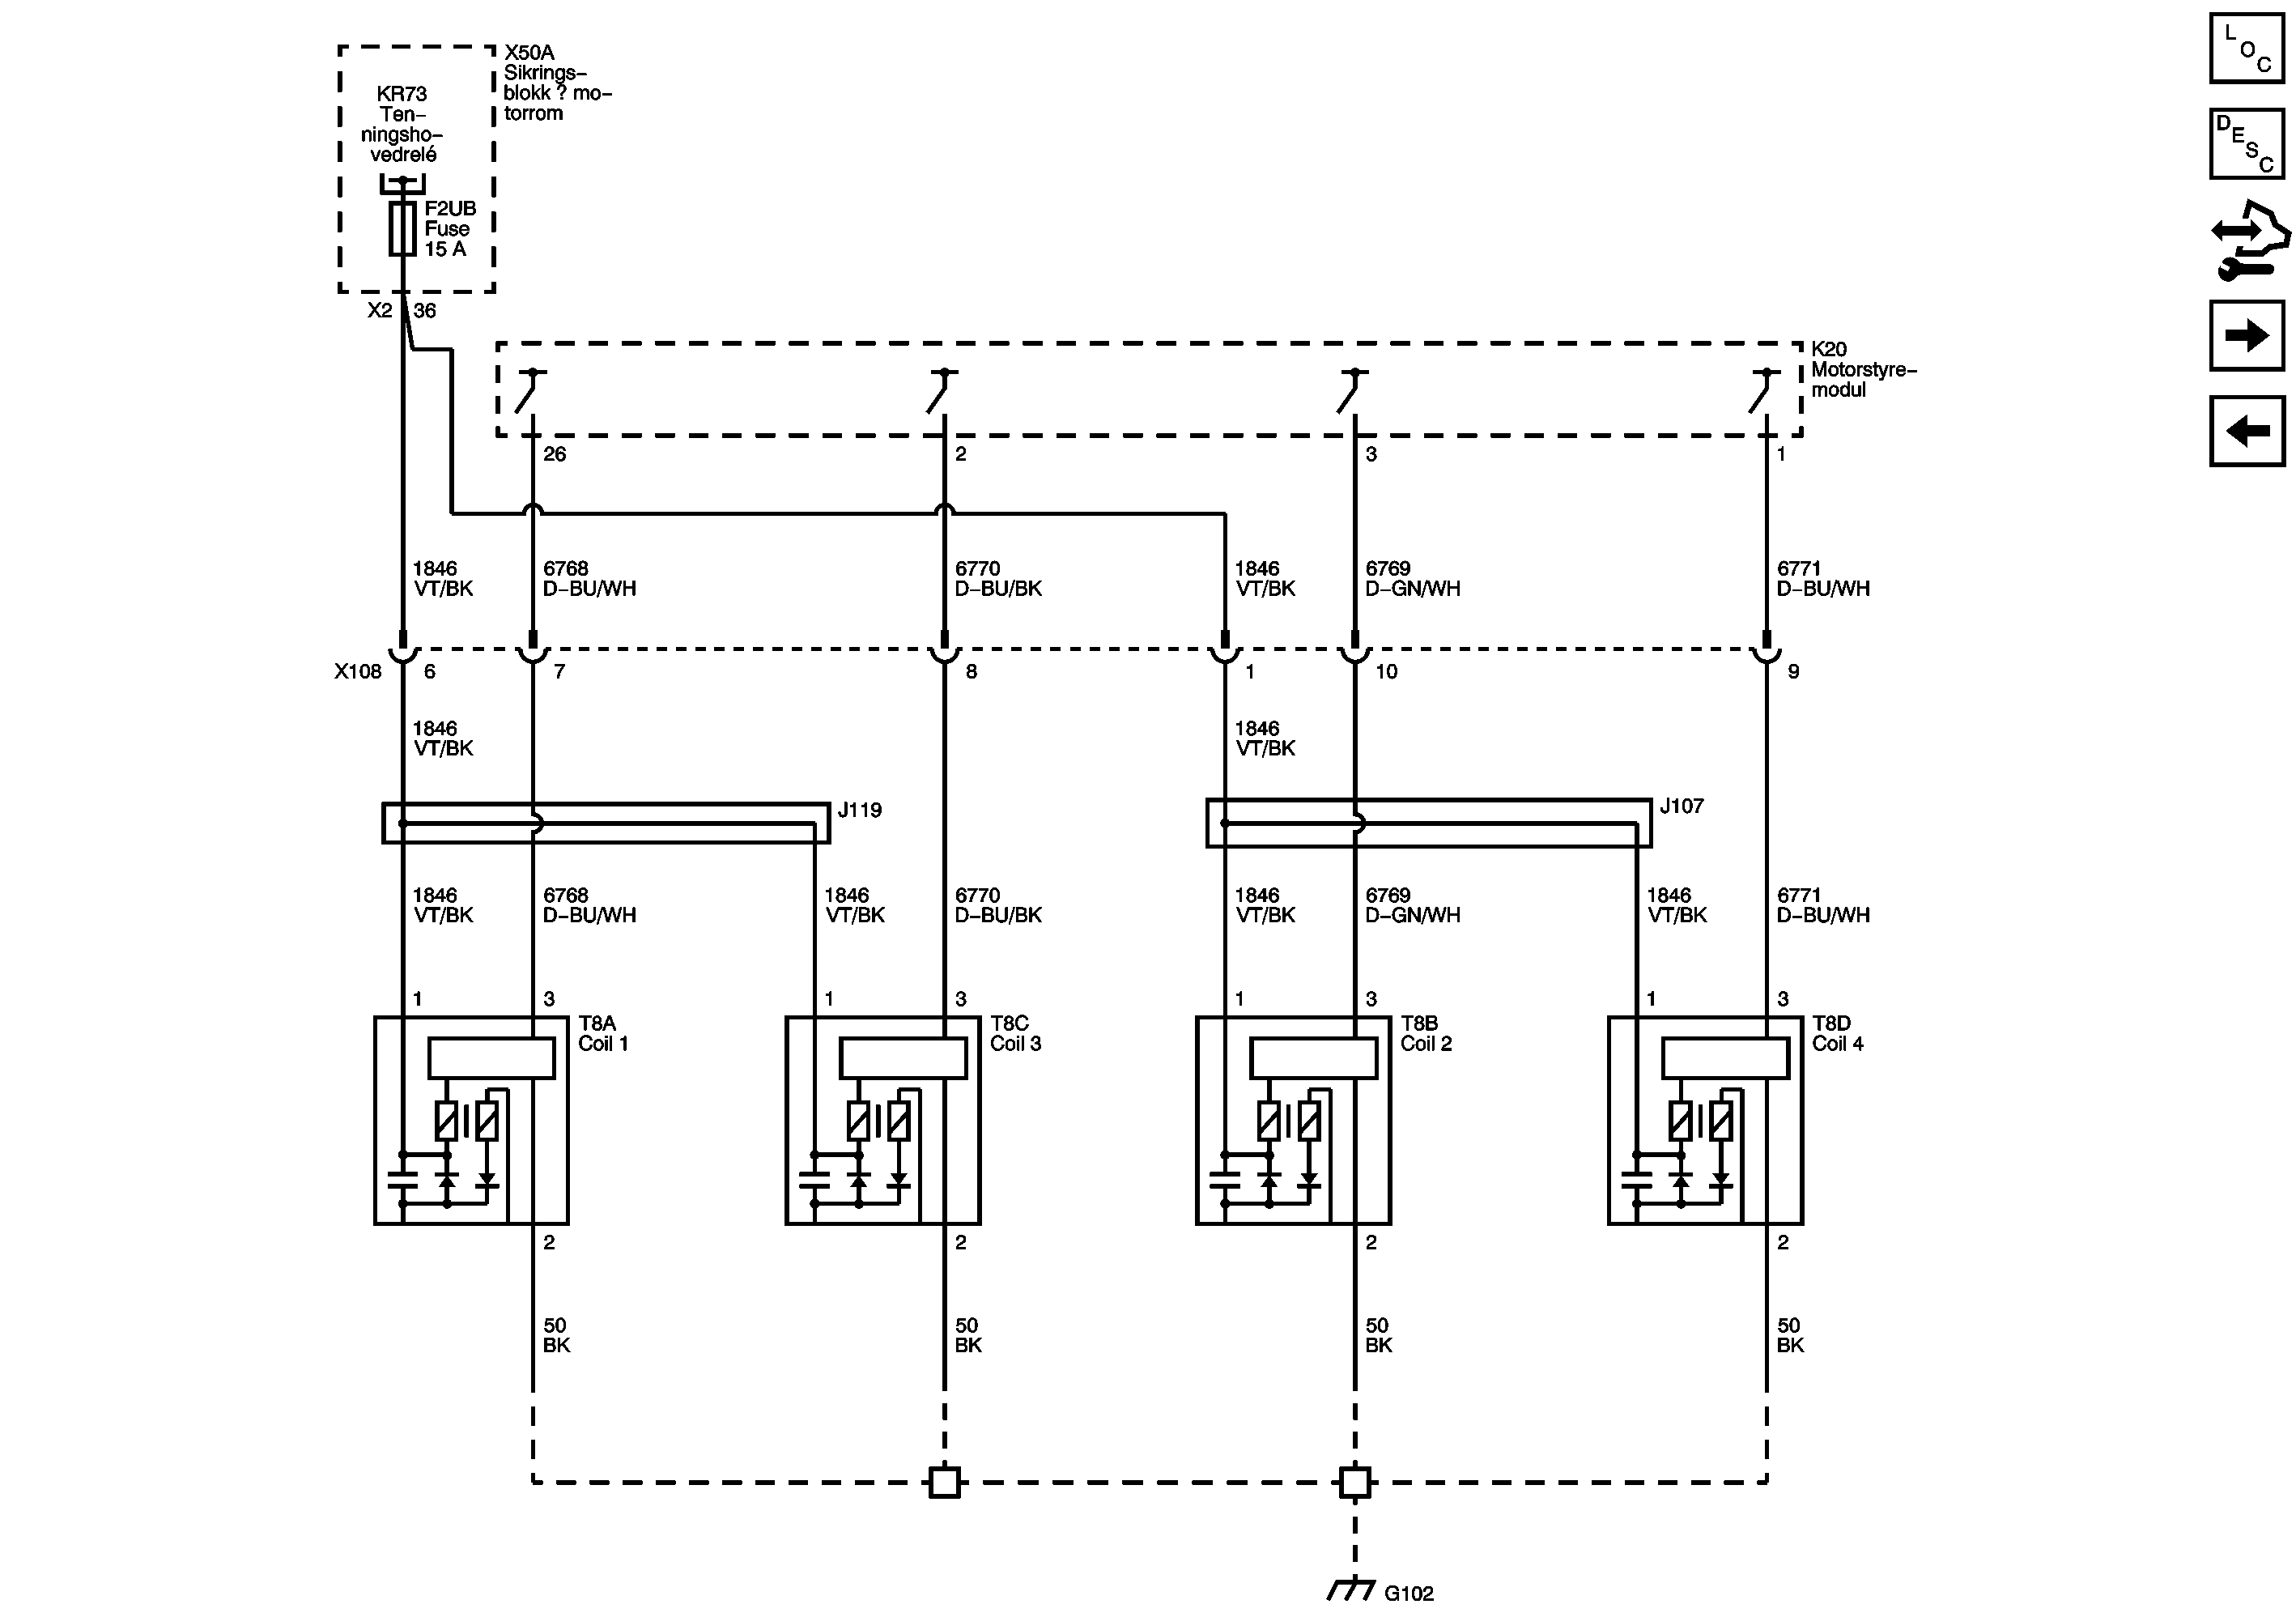 X50A
Sikrings–
blokk ? mo–
torrom
KR73
Ten–
ningsho–
vedrelé
F2UB
Fuse
15 A
X2 36
L
O
C
D
E
S
C
K20
Motorstyre–
modul
26 2 3 1
1846
VT/BK
6768
D–BU/WH
6770
D–BU/BK
1846
VT/BK
6769
D–GN/WH
6771
D–BU/WH
X108 6 7 8 1 10 9
1846
VT/BK
1846
VT/BK
J119
J107
1846
VT/BK
6768
D–BU/WH
1846
VT/BK
6770
D–BU/BK
1846
VT/BK
6769
D–GN/WH
1846
VT/BK
6771
D–BU/WH
1 3 1 3 1 3 1 3
T8A
Coil 1
T8C
Coil 3
T8B
Coil 2
T8D
Coil 4
2 2 2 2
50
BK
50
BK
50
BK
50
BK
G102